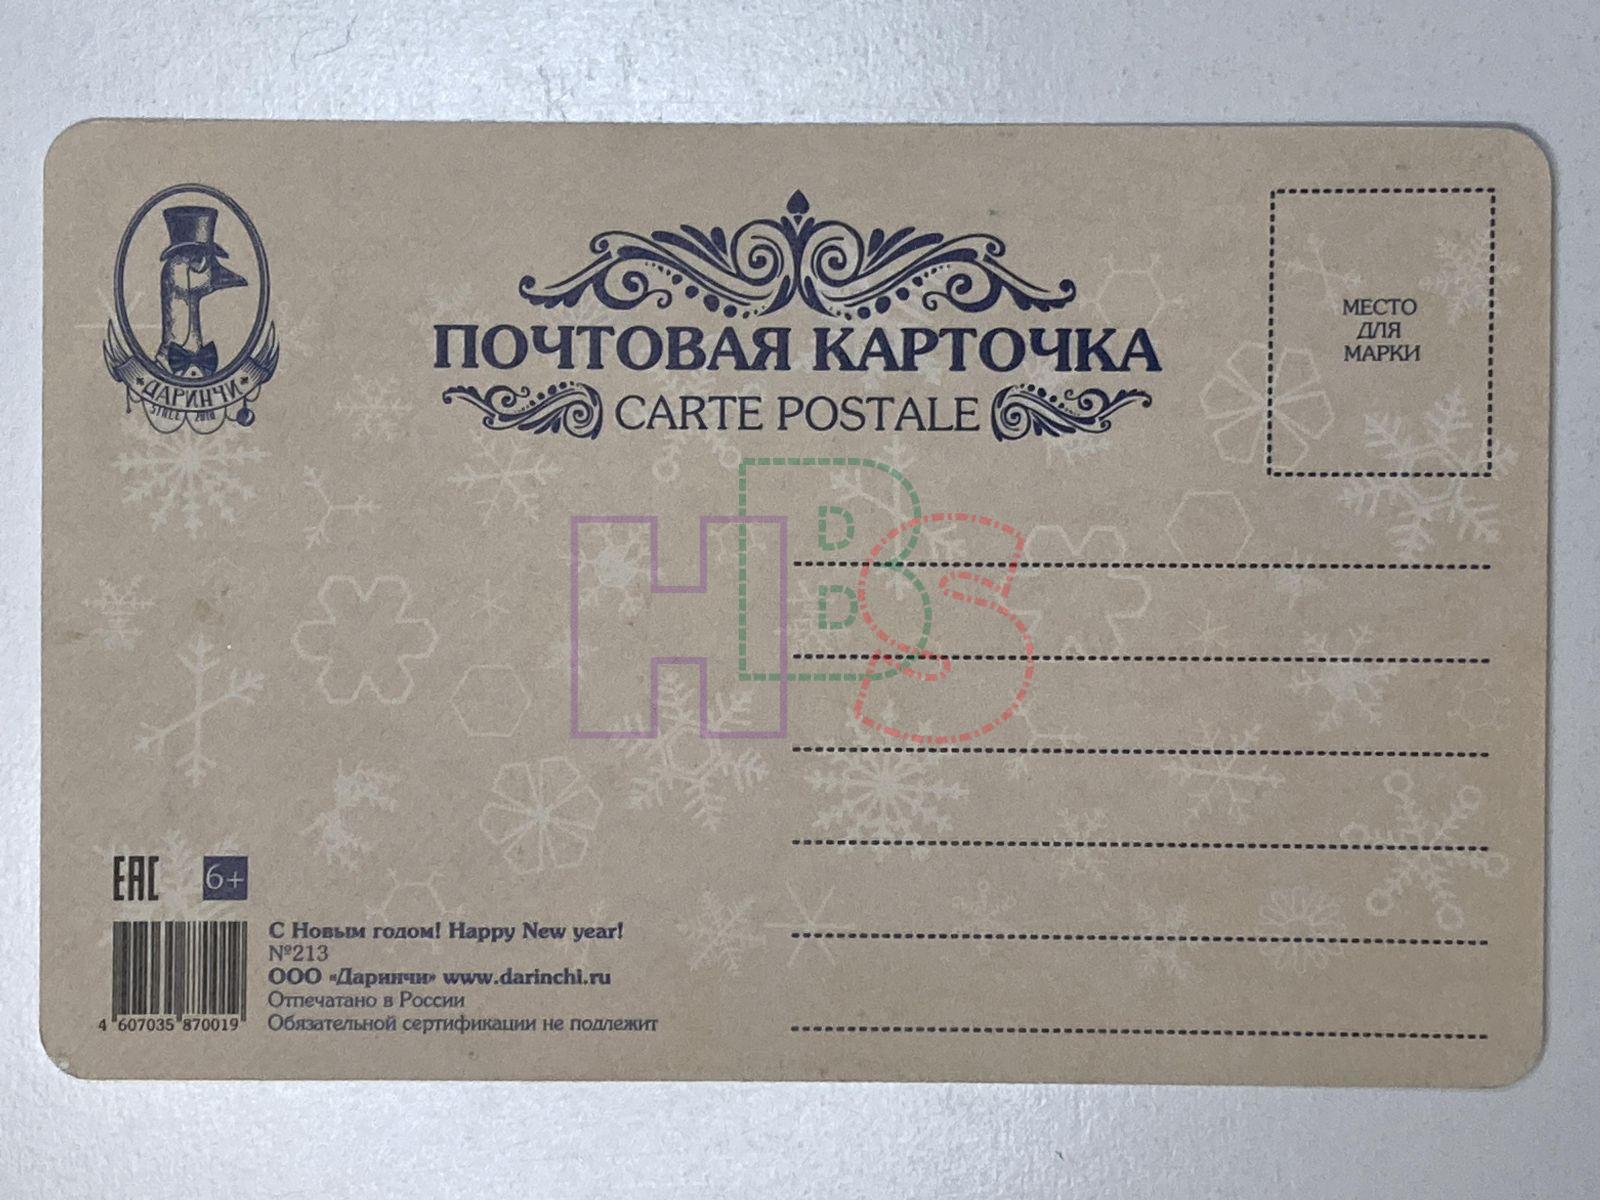 ДАРИНЧИ
SINCE 2010
ПОЧТОВАЯ КАРТОЧКА
CARTE POSTALE
МЕСТО
ДЛЯ
МАРКИ
HBS
EAC 6+
С Новым годом! Happy New year!
№213
ООО «Даринчи» www.darinchi.ru
Отпечатано в России
Обязательной сертификации не подлежит
4 607035 870019